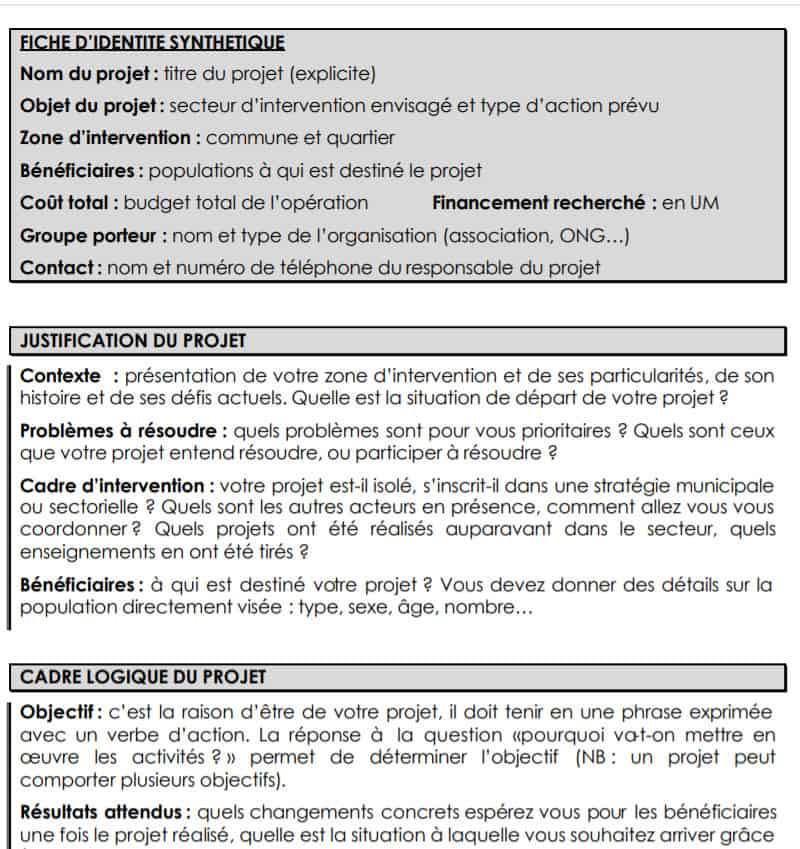 FICHE D'IDENTITE SYNTHETIQUE
Nom du projet : titre du projet (explicite)
Objet du projet : secteur d'intervention envisagé et type d'action prévu
Zone d'intervention : commune et quartier
Bénéficiaires : populations à qui est destiné le projet
Coût total : budget total de l'opération Financement recherché : en UM
Groupe porteur : nom et type de l'organisation (association, ONG…)
Contact : nom et numéro de téléphone du responsable du projet
JUSTIFICATION DU PROJET
Contexte : présentation de votre zone d'intervention et de ses particularités, de son
histoire et de ses défis actuels. Quelle est la situation de départ de votre projet ?
Problèmes à résoudre : quels problèmes sont pour vous prioritaires ? Quels sont ceux
que votre projet entend résoudre, ou participer à résoudre ?
Cadre d'intervention : votre projet est-il isolé, s'inscrit-il dans une stratégie municipale
ou sectorielle ? Quels sont les autres acteurs en présence, comment allez vous vous
coordonner ? Quels projets ont été réalisés auparavant dans le secteur, quels
enseignements en ont été tirés ?
Bénéficiaires : à qui est destiné votre projet ? Vous devez donner des détails sur la
population directement visée : type, sexe, âge, nombre…
CADRE LOGIQUE DU PROJET
Objectif : c'est la raison d'être de votre projet, il doit tenir en une phrase exprimée
avec un verbe d'action. La réponse à la question «pourquoi va-t-on mettre en
œuvre les activités ? » permet de déterminer l'objectif (NB : un projet peut
comporter plusieurs objectifs).
Résultats attendus : quels changements concrets espérez vous pour les bénéficiaires
une fois le projet réalisé, quelle est la situation à laquelle vous souhaitez arriver grâce